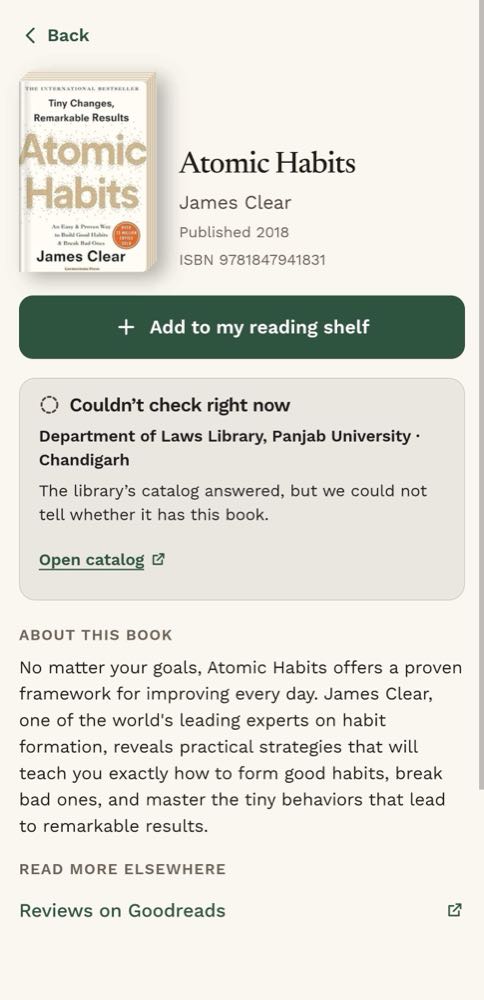 Back
THE INTERNATIONAL BESTSELLER
Tiny Changes,
Remarkable Results
Atomic
Habits
An Easy & Proven Way
to Build Good Habits
& Break Bad Ones
OVER
COPIES
SOLD
James Clear
Atomic Habits
James Clear
Published 2018
ISBN 9781847941831
+ Add to my reading shelf
Couldn’t check right now
Department of Laws Library, Panjab University ·
Chandigarh
The library’s catalog answered, but we could not
tell whether it has this book.
Open catalog
ABOUT THIS BOOK
No matter your goals, Atomic Habits offers a proven
framework for improving every day. James Clear,
one of the world's leading experts on habit
formation, reveals practical strategies that will
teach you exactly how to form good habits, break
bad ones, and master the tiny behaviors that lead
to remarkable results.
READ MORE ELSEWHERE
Reviews on Goodreads